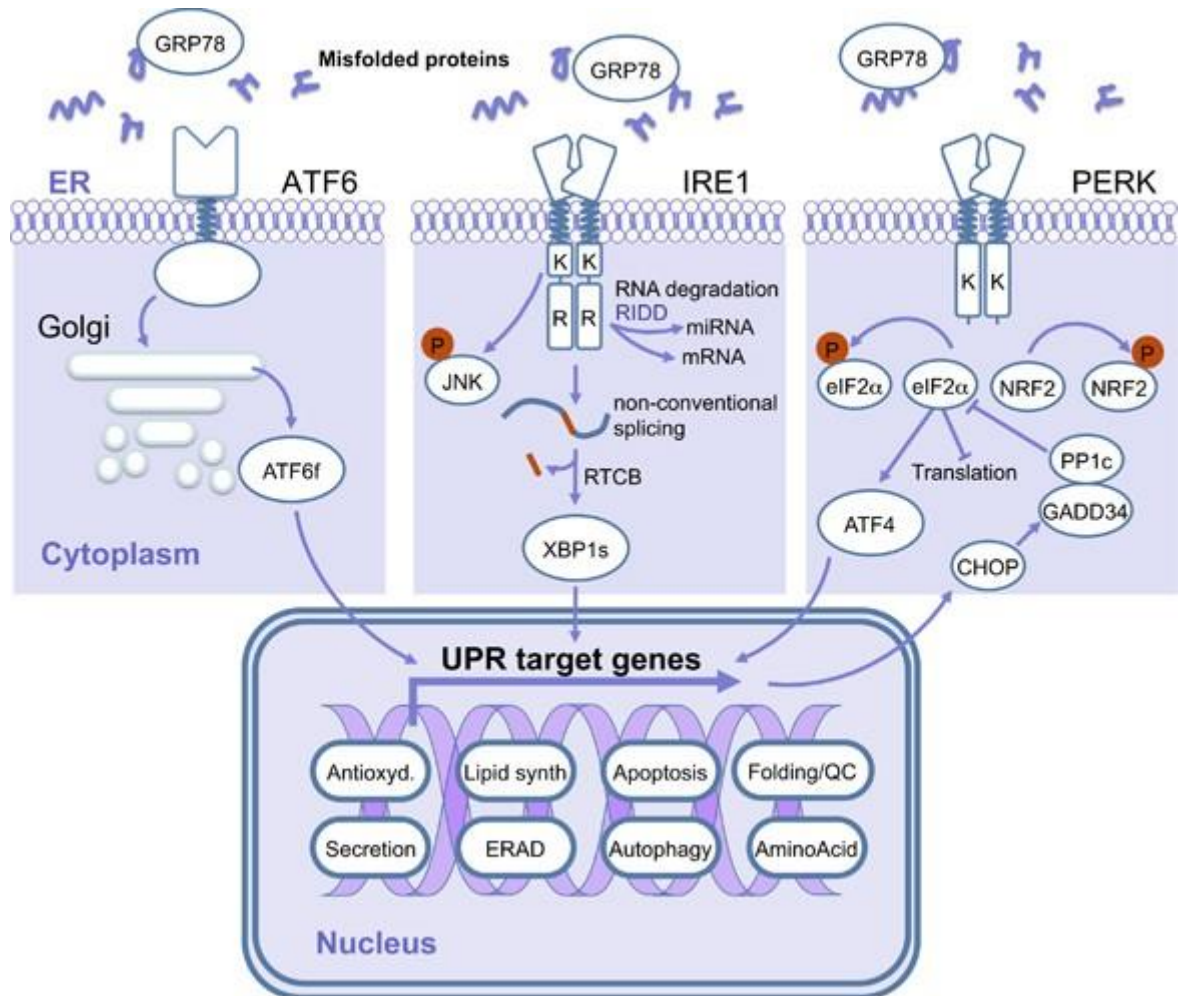 GRP78
Misfolded proteins
GRP78
GRP78
ER
ATF6
IRE1
PERK
K K
R R
K K
Golgi
ATF6f
Cytoplasm
P
JNK
RNA degradation
RIDD
miRNA
mRNA
non-conventional
splicing
RTCB
XBP1s
P
eIF2α
eIF2α
NRF2
P
NRF2
Translation
PP1c
GADD34
ATF4
CHOP
UPR target genes
Antioxyd.
Lipid synth
Apoptosis
Folding/QC
Secretion
ERAD
Autophagy
AminoAcid
Nucleus